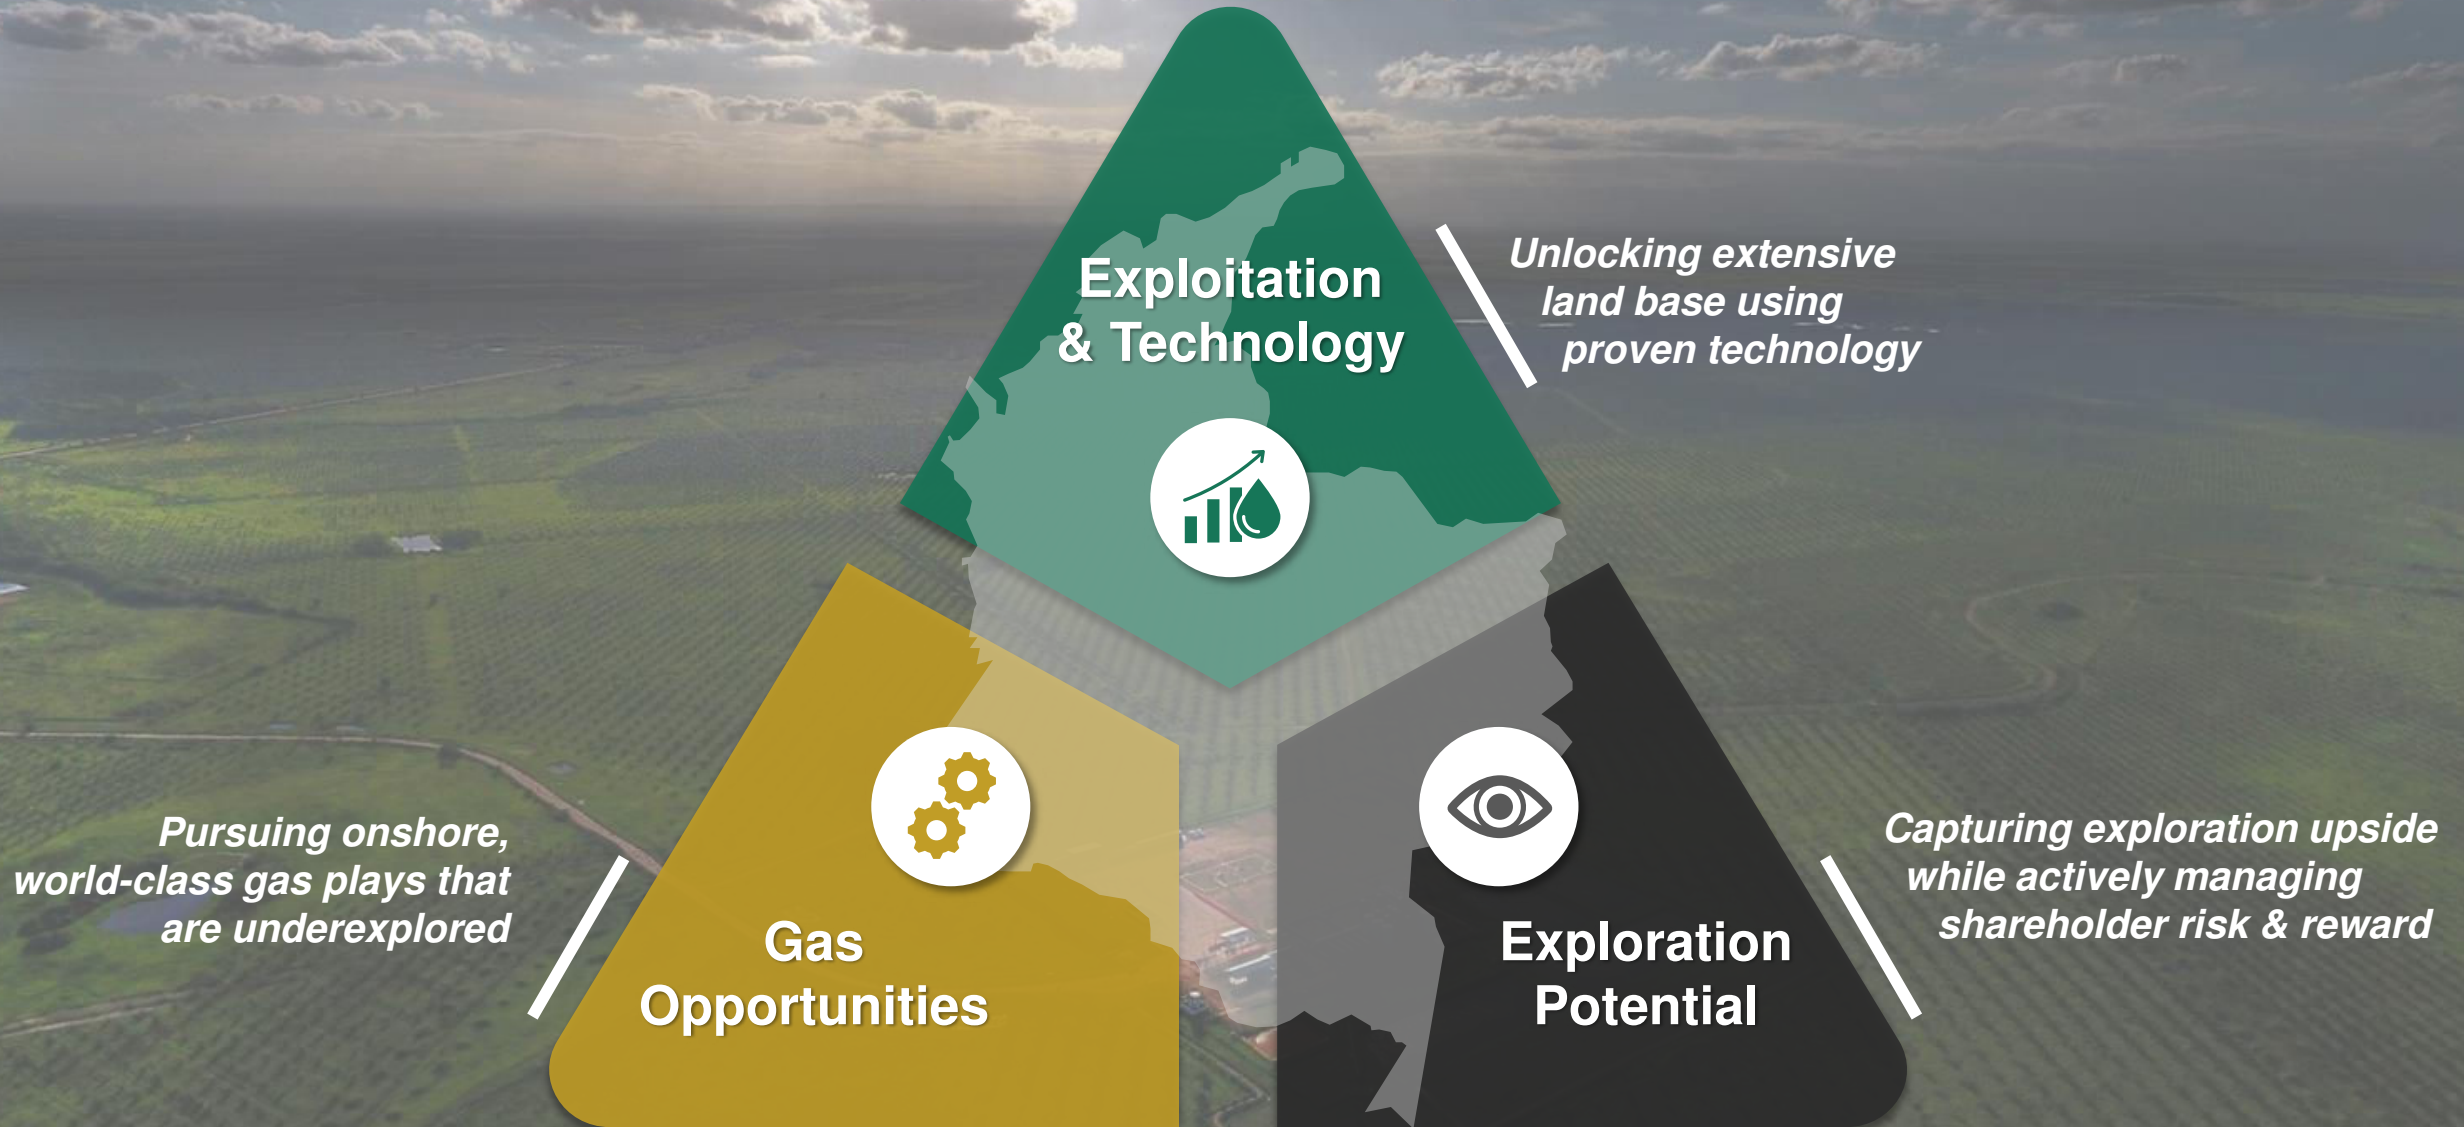 Exploitation
& Technology
Unlocking extensive
land base using
proven technology
Pursuing onshore,
world-class gas plays that
are underexplored
Gas
Opportunities
Exploration
Potential
Capturing exploration upside
while actively managing
shareholder risk & reward